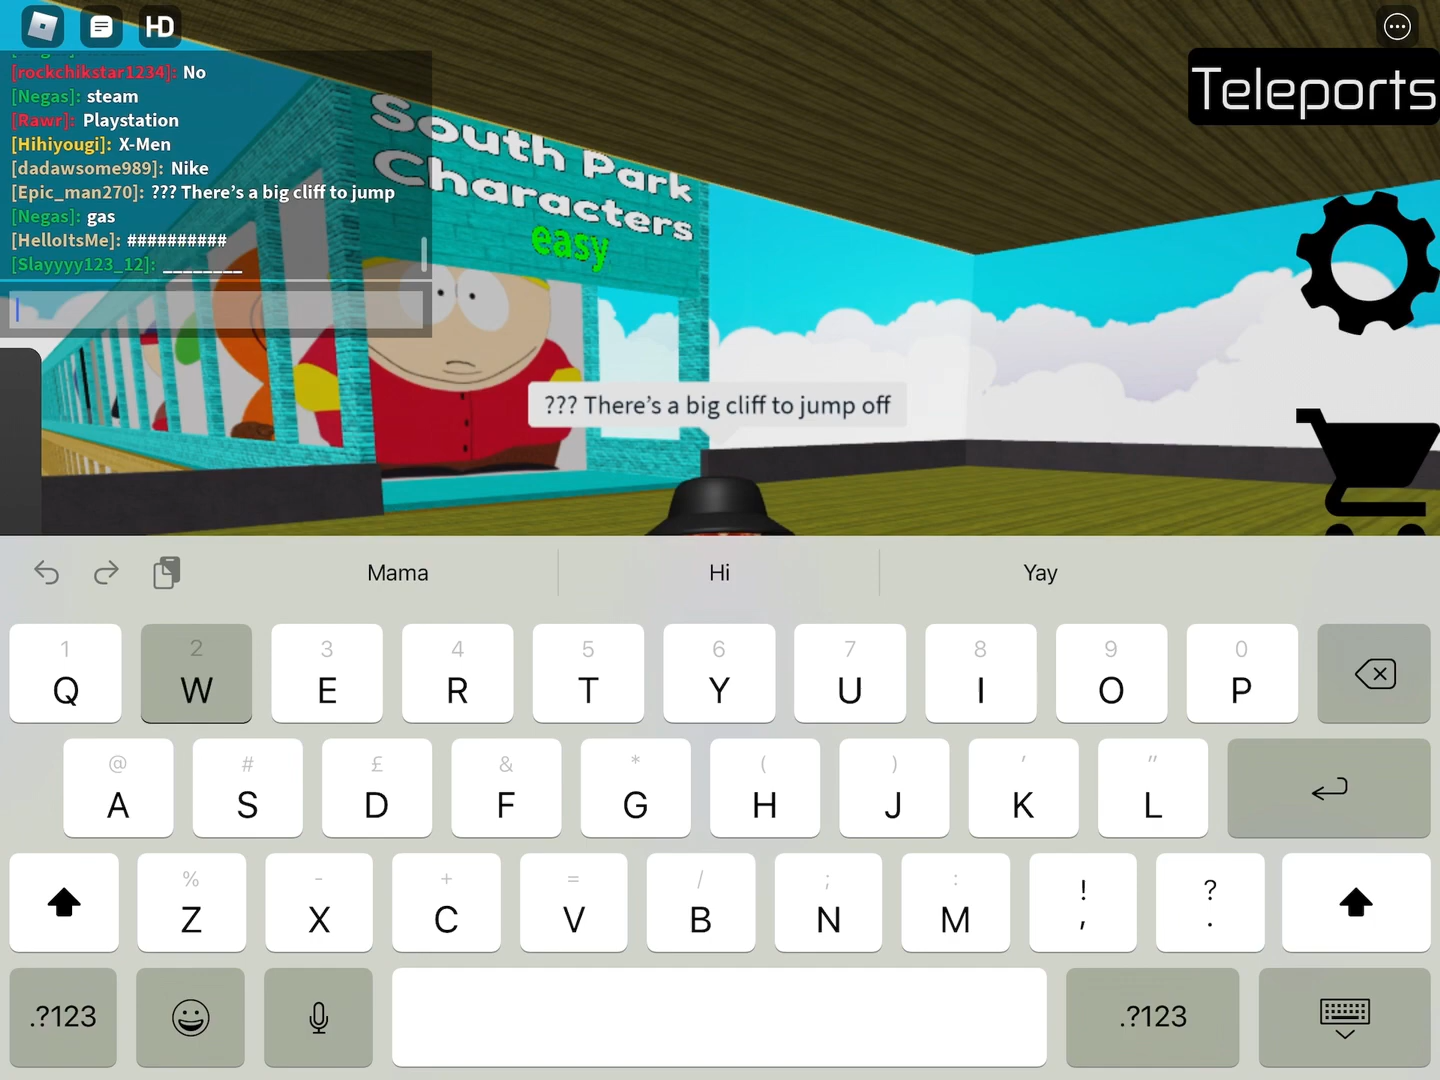 HD
Teleports
[rockchikstar1234]: No
[Negas]: steam
[Rawr]: Playstation
[Hihiyougi]: X-Men
[dadawsome989]: Nike
[Epic_man270]: ??? There's a big cliff to jump
[Negas]: gas
[HelloItsMe]: ##########
[Slayyyy123_12]: ________
South Park
Characters
easy
??? There's a big cliff to jump off
Mama Hi Yay
1 2 3 4 5 6 7 8 9 0
Q W E R T Y U I O P
@ # £ & * ( ) ' "
A S D F G H J K L
% - + = / ; : ! ?
Z X C V B N M , .
.?123 .?123